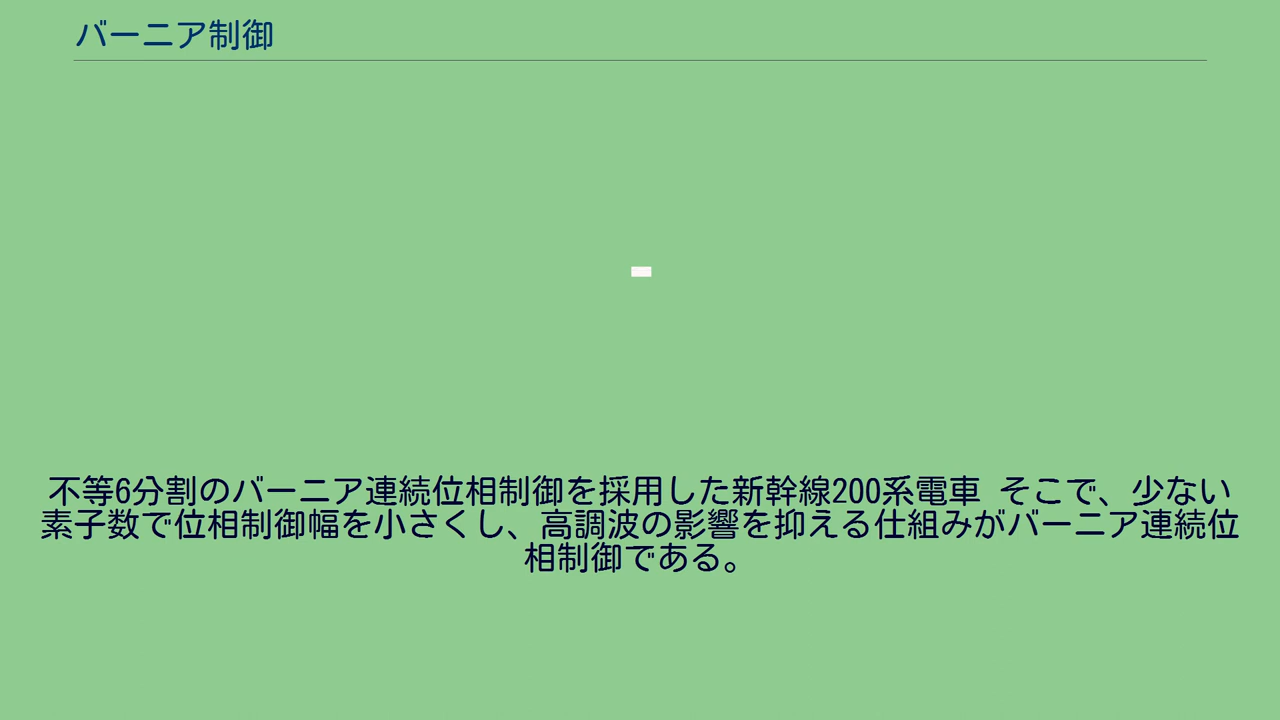 バーニア制御
不等6分割のバーニア連続位相制御を採用した新幹線200系電車 そこで、少ない
素子数で位相制御幅を小さくし、高調波の影響を抑える仕組みがバーニア連続位
相制御である。